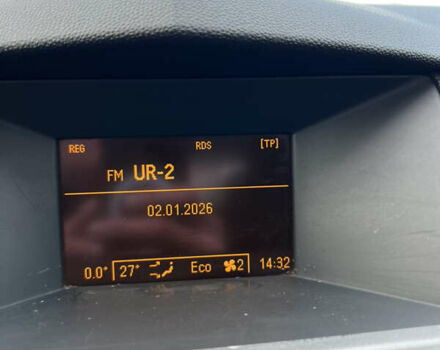 REG RDS [TP]
FM UR-2
02.01.2026
0.0° 27° Eco 2 14:32